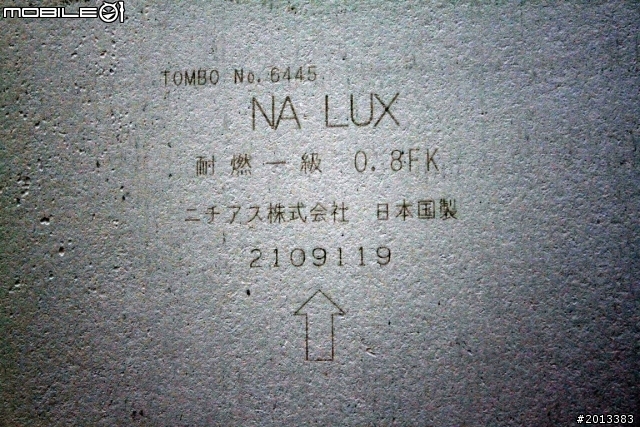 MOBILE01
TOMBO No. 6445
NA LUX
耐燃一級 0.8FK
ニチアス株式会社 日本国製
2109119
#2013383